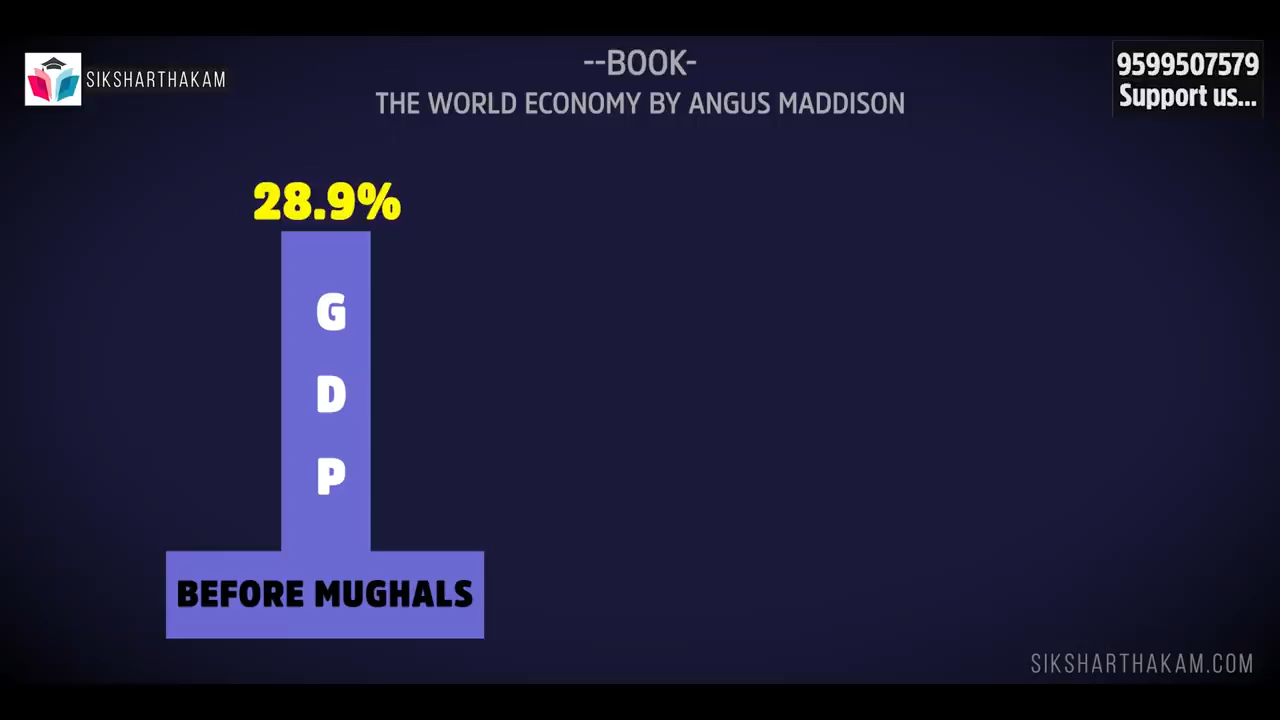 SIKSHARTHAKAM
--BOOK-
THE WORLD ECONOMY BY ANGUS MADDISON
9599507579
Support us...
28.9%
G
D
P
BEFORE MUGHALS
SIKSHARTHAKAM.COM